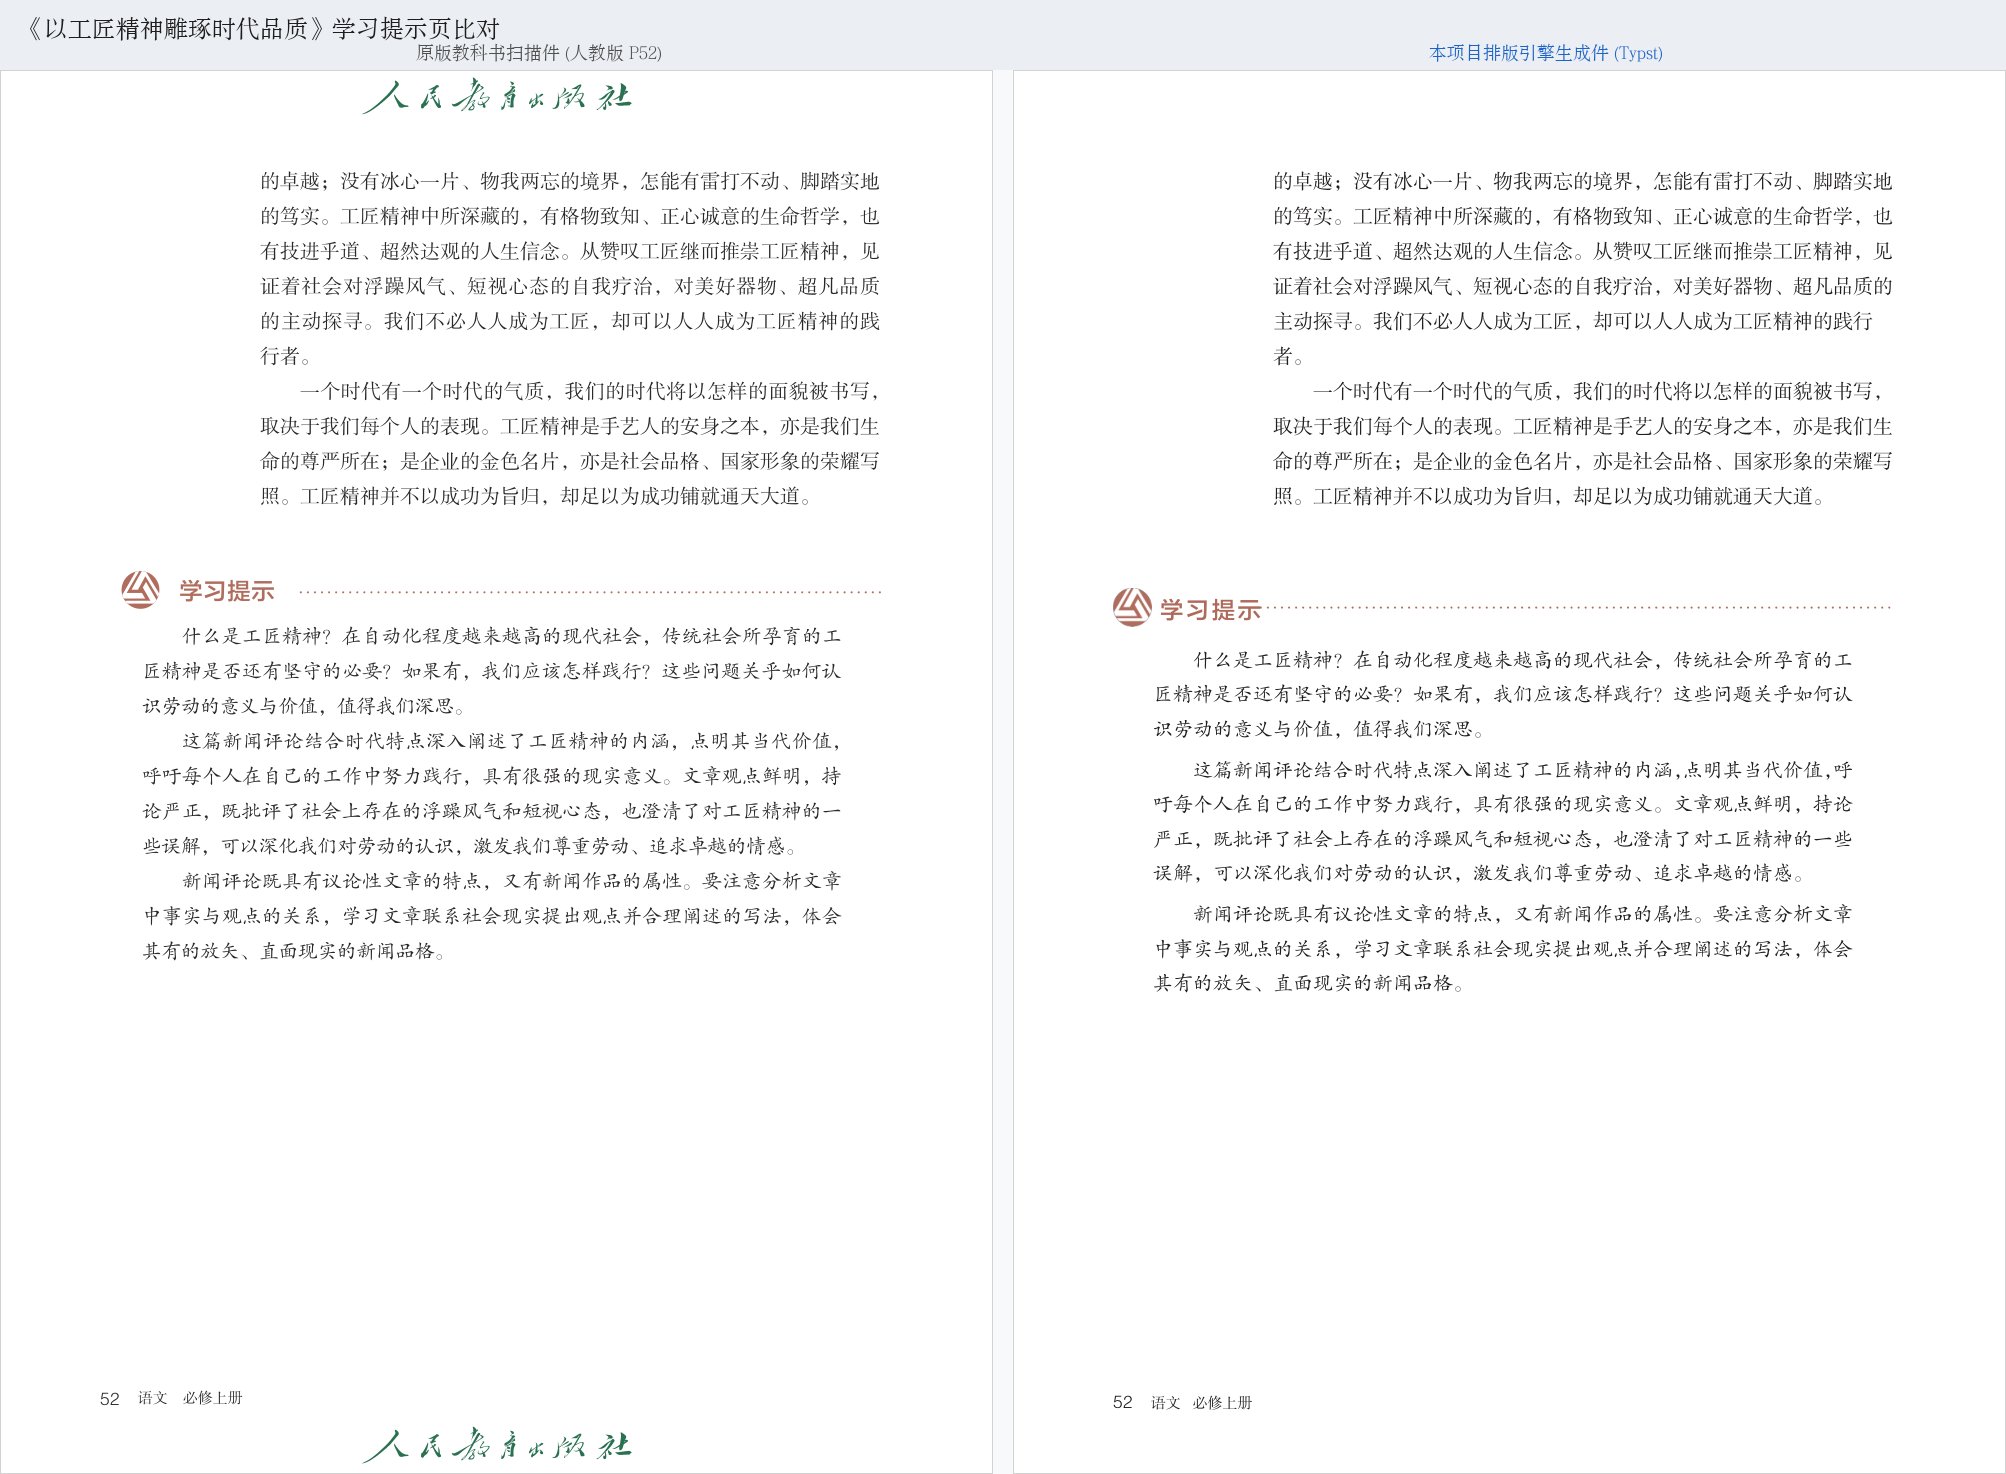 《以工匠精神雕琢时代品质》学习提示页比对
原版教科书扫描件 (人教版 P52)
本项目排版引擎生成件 (Typst)
人民教育出版社
的卓越；没有冰心一片、物我两忘的境界，怎能有雷打不动、脚踏实地
的笃实。工匠精神中所深藏的，有格物致知、正心诚意的生命哲学，也
有技进乎道、超然达观的人生信念。从赞叹工匠继而推崇工匠精神，见
证着社会对浮躁风气、短视心态的自我疗治，对美好器物、超凡品质
的主动探寻。我们不必人人成为工匠，却可以人人成为工匠精神的践
行者。
一个时代有一个时代的气质，我们的时代将以怎样的面貌被书写，
取决于我们每个人的表现。工匠精神是手艺人的安身之本，亦是我们生
命的尊严所在；是企业的金色名片，亦是社会品格、国家形象的荣耀写
照。工匠精神并不以成功为旨归，却足以为成功铺就通天大道。
学习提示
什么是工匠精神？在自动化程度越来越高的现代社会，传统社会所孕育的工
匠精神是否还有坚守的必要？如果有，我们应该怎样践行？这些问题关乎如何认
识劳动的意义与价值，值得我们深思。
这篇新闻评论结合时代特点深入阐述了工匠精神的内涵，点明其当代价值，
呼吁每个人在自己的工作中努力践行，具有很强的现实意义。文章观点鲜明，持
论严正，既批评了社会上存在的浮躁风气和短视心态，也澄清了对工匠精神的一
些误解，可以深化我们对劳动的认识，激发我们尊重劳动、追求卓越的情感。
新闻评论既具有议论性文章的特点，又有新闻作品的属性。要注意分析文章
中事实与观点的关系，学习文章联系社会现实提出观点并合理阐述的写法，体会
其有的放矢、直面现实的新闻品格。
52 语文 必修上册
人民教育出版社
的卓越；没有冰心一片、物我两忘的境界，怎能有雷打不动、脚踏实地
的笃实。工匠精神中所深藏的，有格物致知、正心诚意的生命哲学，也
有技进乎道、超然达观的人生信念。从赞叹工匠继而推崇工匠精神，见
证着社会对浮躁风气、短视心态的自我疗治，对美好器物、超凡品质的
主动探寻。我们不必人人成为工匠，却可以人人成为工匠精神的践行
者。
一个时代有一个时代的气质，我们的时代将以怎样的面貌被书写，
取决于我们每个人的表现。工匠精神是手艺人的安身之本，亦是我们生
命的尊严所在；是企业的金色名片，亦是社会品格、国家形象的荣耀写
照。工匠精神并不以成功为旨归，却足以为成功铺就通天大道。
学习提示
什么是工匠精神？在自动化程度越来越高的现代社会，传统社会所孕育的工
匠精神是否还有坚守的必要？如果有，我们应该怎样践行？这些问题关乎如何认
识劳动的意义与价值，值得我们深思。
这篇新闻评论结合时代特点深入阐述了工匠精神的内涵，点明其当代价值，呼
吁每个人在自己的工作中努力践行，具有很强的现实意义。文章观点鲜明，持论
严正，既批评了社会上存在的浮躁风气和短视心态，也澄清了对工匠精神的一些
误解，可以深化我们对劳动的认识，激发我们尊重劳动、追求卓越的情感。
新闻评论既具有议论性文章的特点，又有新闻作品的属性。要注意分析文章
中事实与观点的关系，学习文章联系社会现实提出观点并合理阐述的写法，体会
其有的放矢、直面现实的新闻品格。
52 语文 必修上册